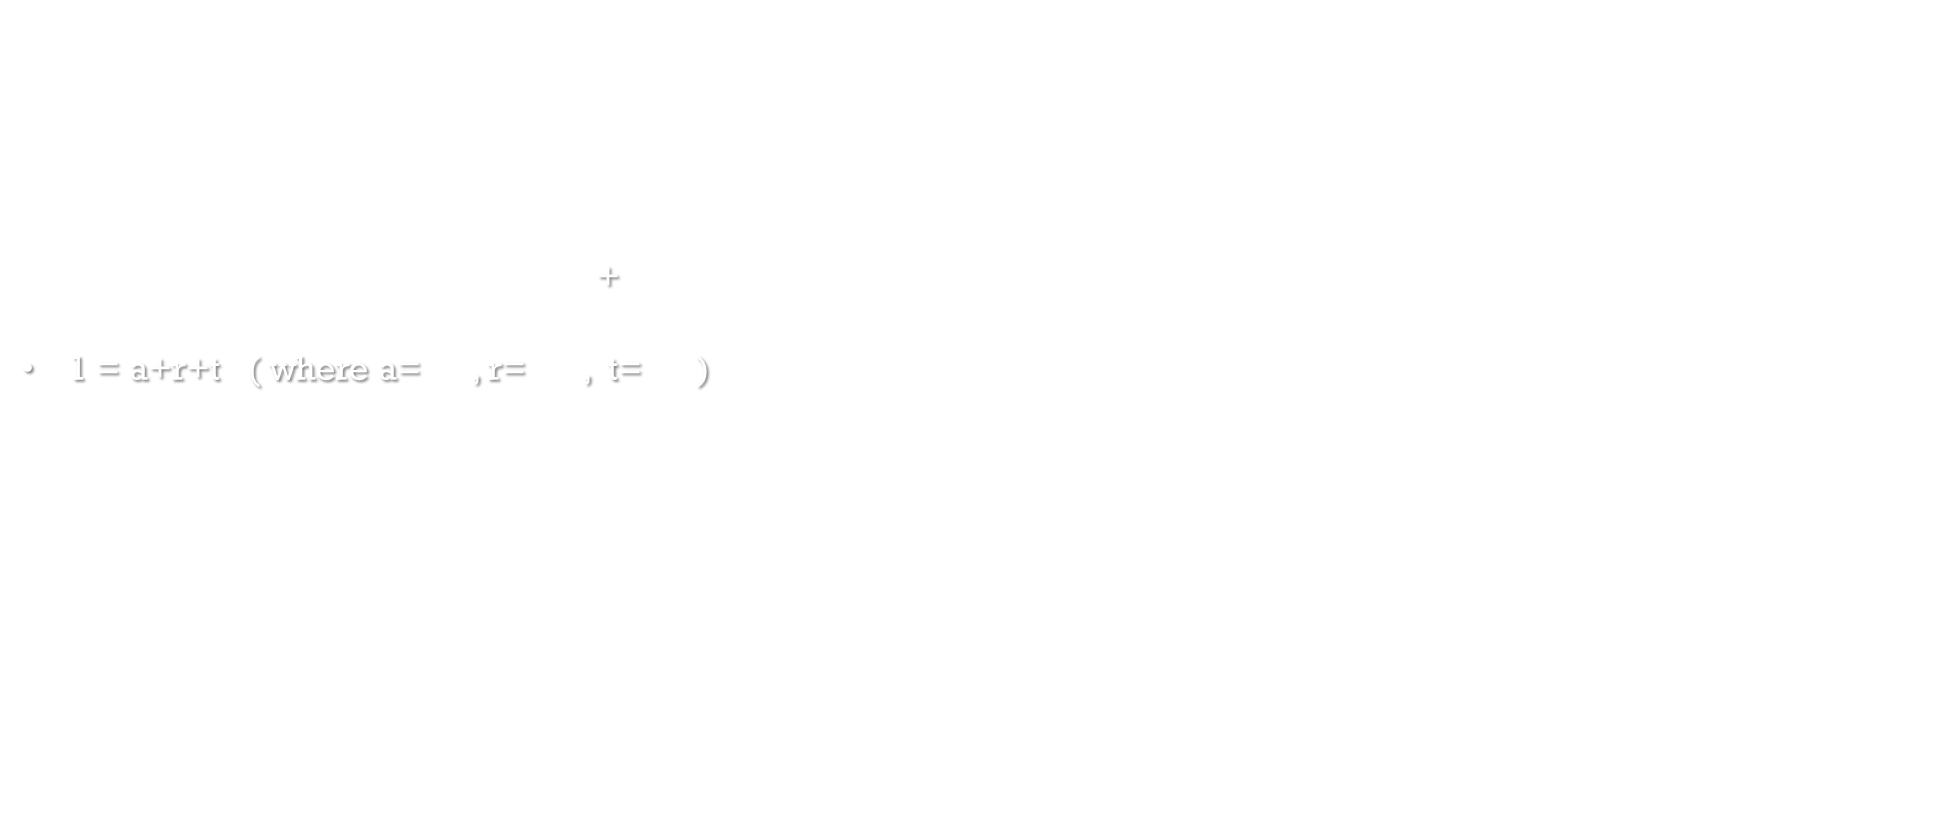 +
• 1 = a+r+t ( where a= , r= , t= )